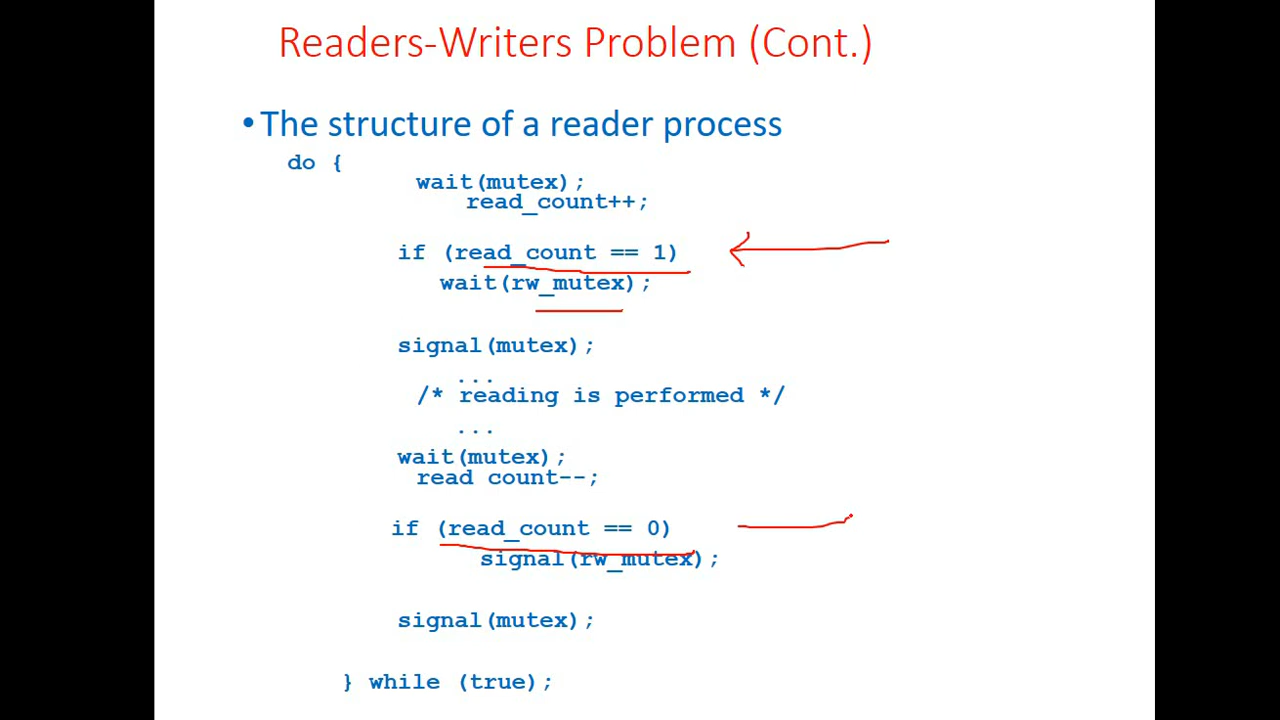 Readers-Writers Problem (Cont.)
•The structure of a reader process
do {
wait(mutex);
read_count++;
if (read_count == 1)
wait(rw_mutex);
signal(mutex);
...
/* reading is performed */
...
wait(mutex);
read count--;
if (read_count == 0)
signal(rw_mutex);
signal(mutex);
} while (true);